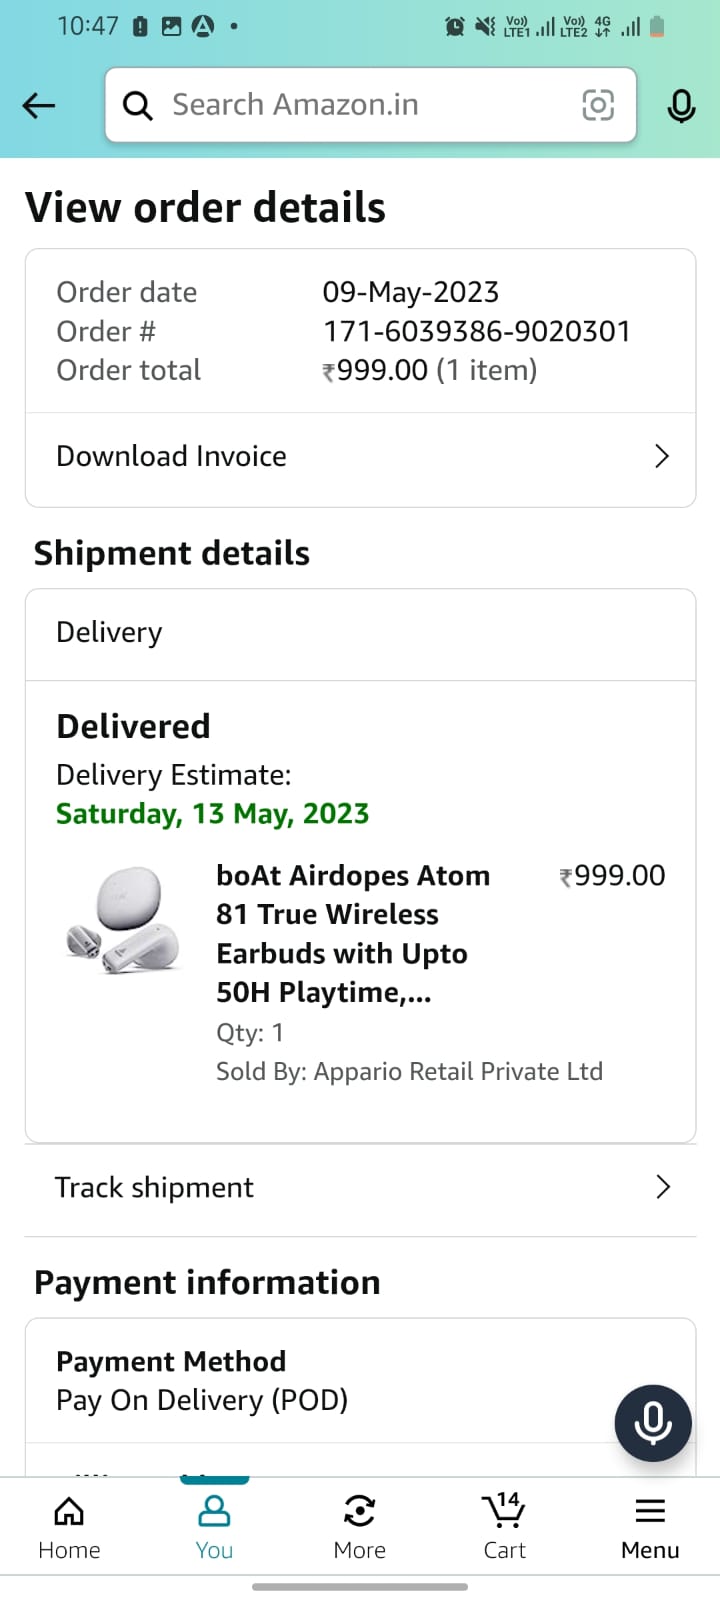 10:47
Vo)) LTE1 Vo)) LTE2 4G
Search Amazon.in
View order details
Order date 09-May-2023
Order # 171-6039386-9020301
Order total ₹999.00 (1 item)
Download Invoice
Shipment details
Delivery
Delivered
Delivery Estimate:
Saturday, 13 May, 2023
boAt Airdopes Atom ₹999.00
81 True Wireless
Earbuds with Upto
50H Playtime,...
Qty: 1
Sold By: Appario Retail Private Ltd
Track shipment
Payment information
Payment Method
Pay On Delivery (POD)
14
Home You More Cart Menu